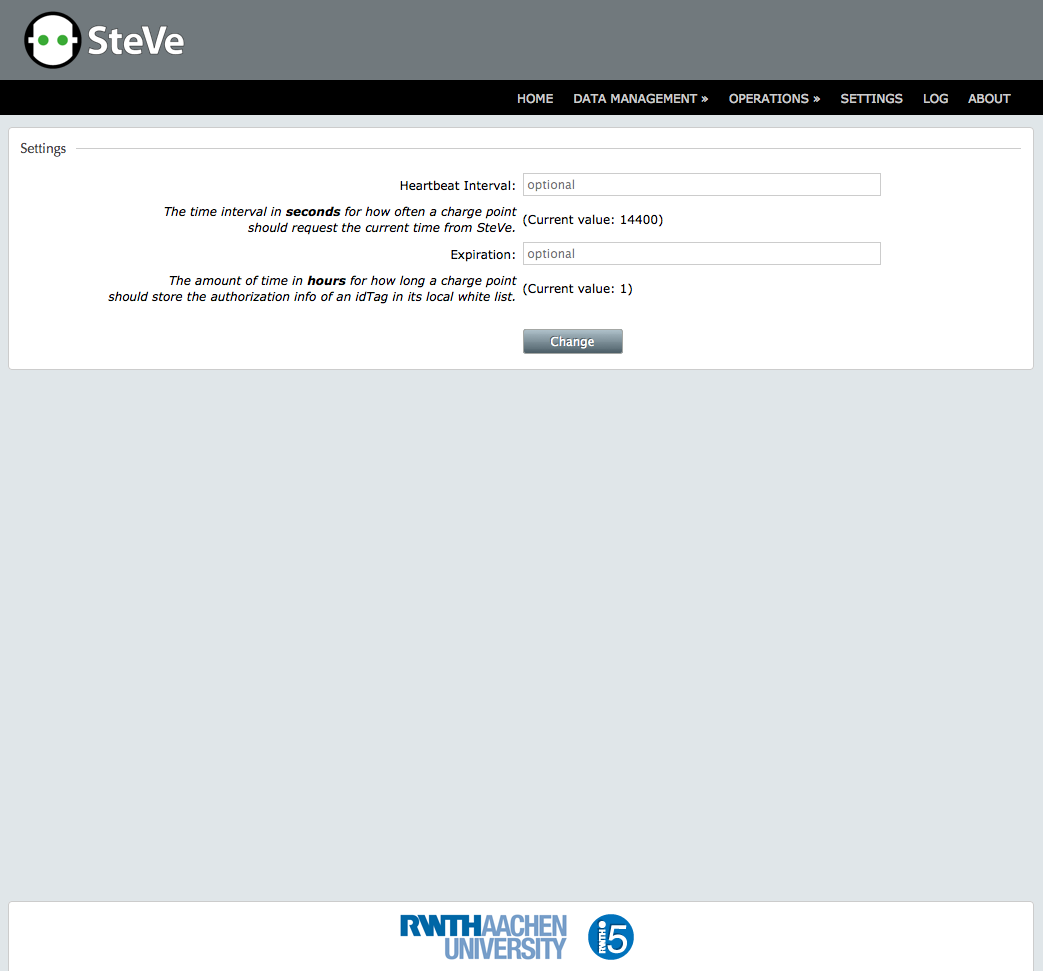 SteVe
HOME DATA MANAGEMENT » OPERATIONS » SETTINGS LOG ABOUT
Settings
Heartbeat Interval: optional
The time interval in seconds for how often a charge point
should request the current time from SteVe.
(Current value: 14400)
Expiration: optional
The amount of time in hours for how long a charge point
should store the authorization info of an idTag in its local white list.
(Current value: 1)
Change
RWTHAACHEN
UNIVERSITY
RWTH i5